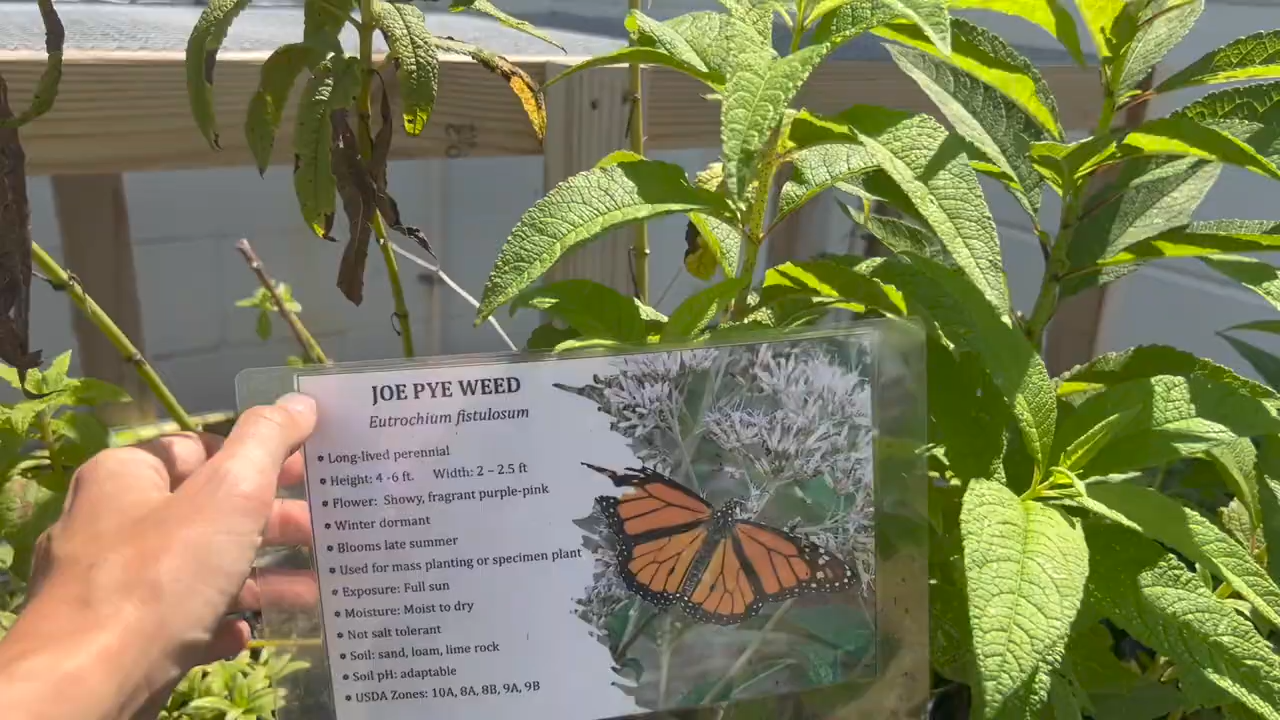 JOE PYE WEED
Eutrochium fistulosum
• Long-lived perennial
• Height: 4 -6 ft. Width: 2 – 2.5 ft
• Flower: Showy, fragrant purple-pink
• Winter dormant
• Blooms late summer
• Used for mass planting or specimen plant
• Exposure: Full sun
• Moisture: Moist to dry
• Not salt tolerant
• Soil: sand, loam, lime rock
• Soil pH: adaptable
• USDA Zones: 10A, 8A, 8B, 9A, 9B